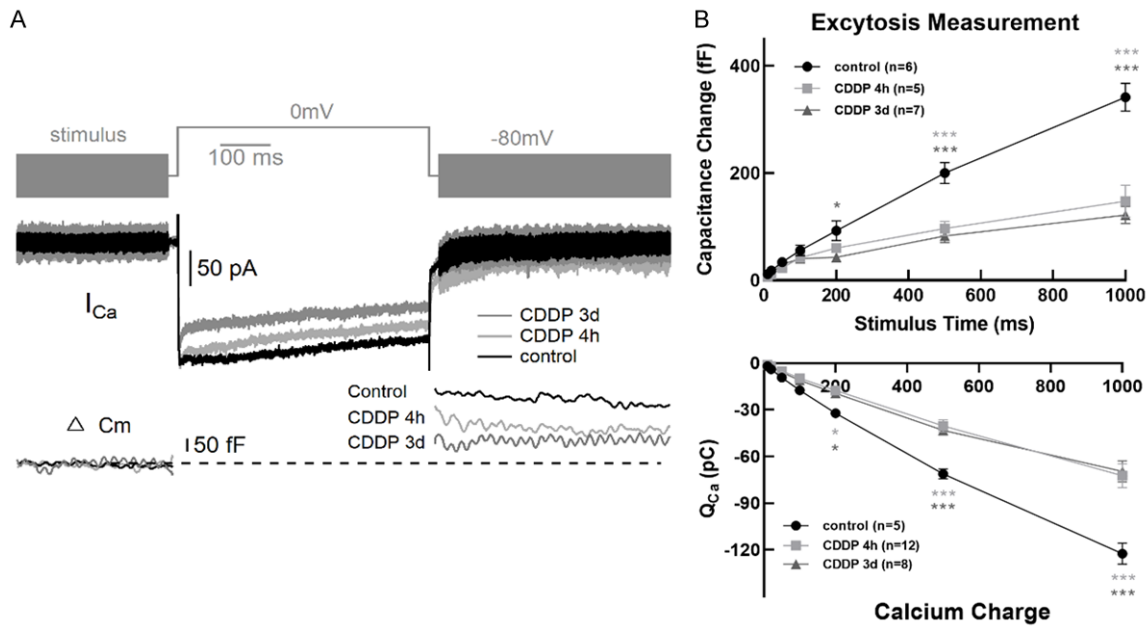 A
stimulus
0mV
100 ms
-80mV
50 pA
I Ca
CDDP 3d
CDDP 4h
control
Control
CDDP 4h
CDDP 3d
△ Cm
50 fF
B
Excytosis Measurement
Capacitance Change (fF)
400
200
0
control (n=6)
CDDP 4h (n=5)
CDDP 3d (n=7)
*
***
***
***
***
0 200 400 600 800 1000
Stimulus Time (ms)
QCa (pC)
0
-30
-60
-90
-120
200 400 600 800 1000
*
*
***
***
***
***
control (n=5)
CDDP 4h (n=12)
CDDP 3d (n=8)
Calcium Charge